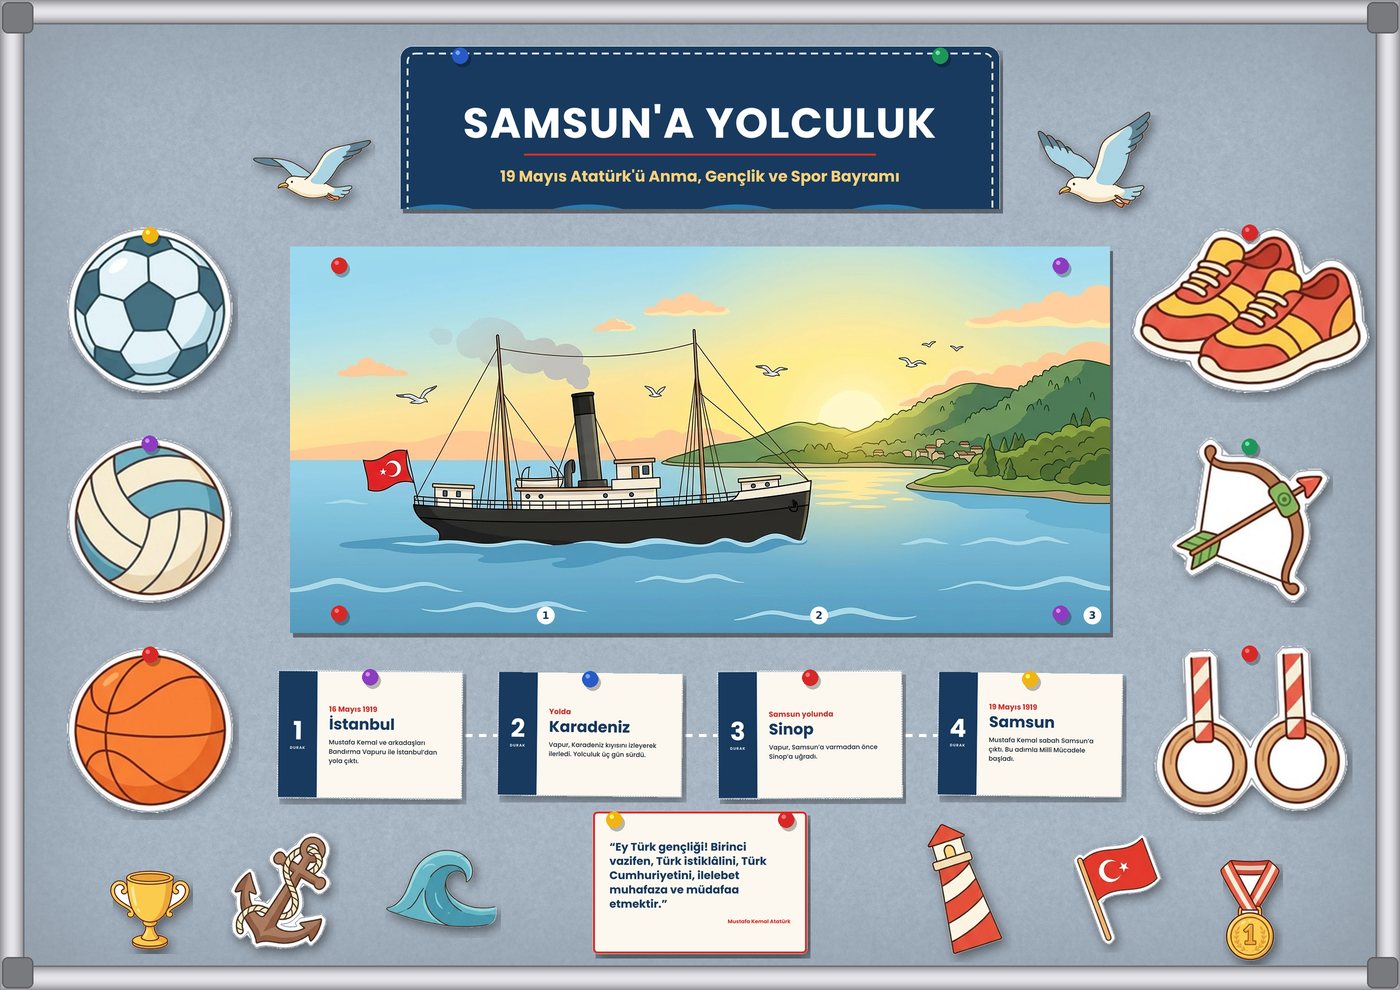 SAMSUN'A YOLCULUK
19 Mayıs Atatürk'ü Anma, Gençlik ve Spor Bayramı
1
2
3
1
DURAK
16 Mayıs 1919
İstanbul
Mustafa Kemal ve arkadaşları
Bandırma Vapuru ile İstanbul'dan
yola çıktı.
2
DURAK
Yolda
Karadeniz
Vapur, Karadeniz kıyısını izleyerek
ilerledi. Yolculuk üç gün sürdü.
3
DURAK
Samsun yolunda
Sinop
Vapur, Samsun'a varmadan önce
Sinop'a uğradı.
4
DURAK
19 Mayıs 1919
Samsun
Mustafa Kemal sabah Samsun'a
çıktı. Bu adımla Millî Mücadele
başladı.
“Ey Türk gençliği! Birinci
vazifen, Türk istiklâlini, Türk
Cumhuriyetini, ilelebet
muhafaza ve müdafaa
etmektir.”
Mustafa Kemal Atatürk
1